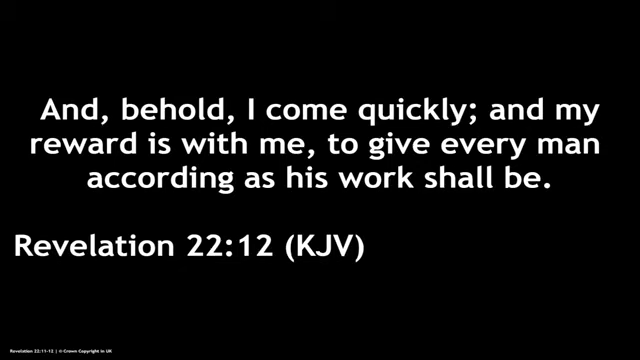 And, behold, I come quickly; and my
reward is with me, to give every man
according as his work shall be.
Revelation 22:12 (KJV)
Revelation 22:11-12 | © Crown Copyright in UK